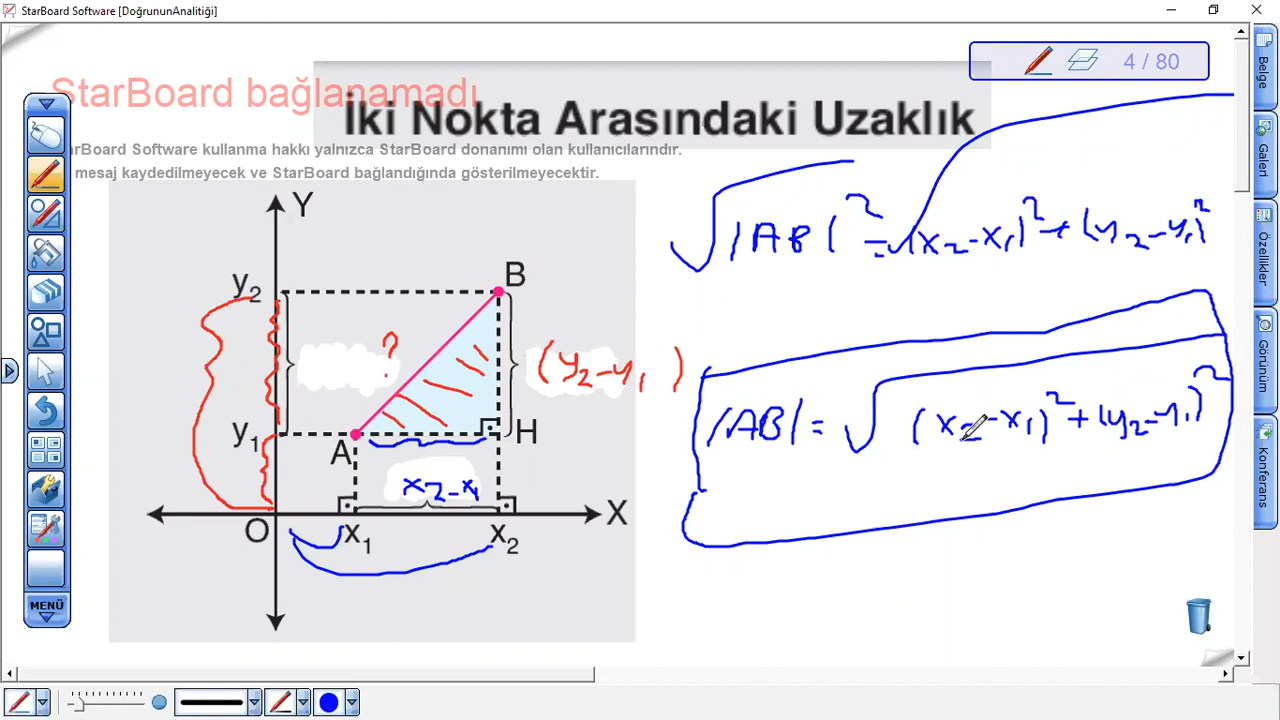 StarBoard Software [DoğrununAnalitiği]
4 / 80
StarBoard bağlanamadı
İki Nokta Arasındaki Uzaklık
arBoard Software kullanma hakkı yalnızca StarBoard donanımı olan kullanıcılarındır.
mesaj kaydedilmeyecek ve StarBoard bağlandığında gösterilmeyecektir.
Y
√|AB|² = √(x₂-x₁)² + (y₂-y₁)²
y₂
B
?
(y₂-y₁)
|AB| = √(x₂-x₁)² + (y₂-y₁)²
y₁
A
H
x₂-x₁
O
x₁
x₂
X
MENÜ
Belge
Galeri
Özellikler
Görünüm
Konferans